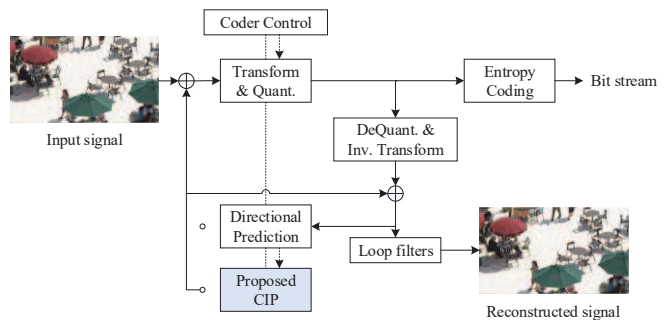 Coder Control
Transform
& Quant.
Entropy
Coding
Bit stream
Input signal
DeQuant. &
Inv. Transform
Directional
Prediction
Loop filters
Proposed
CIP
Reconstructed signal